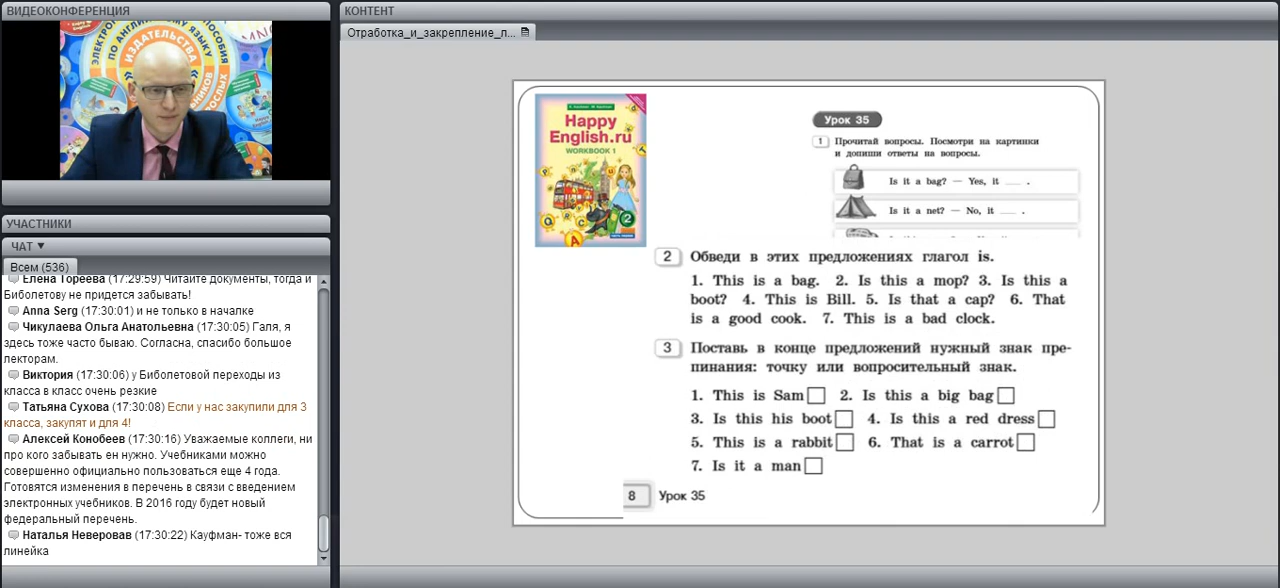 ВИДЕОКОНФЕРЕНЦИЯ
ЭЛЕКТРОН
ПО АНГЛИЙСКОМУ ЯЗЫКУ
ПОСОБИЯ
ИЗДАТЕЛЬСТВА
УЧАСТНИКИ
ЧАТ ▼
Всем (536)
Елена Тореева (17:29:59) Читайте документы, тогда и
Биболетову не придется забывать!
Anna Serg (17:30:01) и не только в началке
Чикулаева Ольга Анатольевна (17:30:05) Галя, я
здесь тоже часто бываю. Согласна, спасибо большое
лекторам.
Виктория (17:30:06) у Биболетовой переходы из
класса в класс очень резкие
Татьяна Сухова (17:30:08) Если у нас закупили для 3
класса, закупят и для 4!
Алексей Конобеев (17:30:16) Уважаемые коллеги, ни
про кого забывать ен нужно. Учебниками можно
совершенно официально пользоваться еще 4 года.
Готовятся изменения в перечень в связи с введением
электронных учебников. В 2016 году будет новый
федеральный перечень.
Наталья Неверовав (17:30:22) Кауфман- тоже вся
линейка
КОНТЕНТ
Отработка_и_закрепление_л...
Happy
English.ru
WORKBOOK 1
2
Урок 35
1 Прочитай вопросы. Посмотри на картинки
и допиши ответы на вопросы.
Is it a bag? — Yes, it ___ .
Is it a net? — No, it ___ .
2 Обведи в этих предложениях глагол is.
1. This is a bag. 2. Is this a mop? 3. Is this a
boot? 4. This is Bill. 5. Is that a cap? 6. That
is a good cook. 7. This is a bad clock.
3 Поставь в конце предложений нужный знак пре-
пинания: точку или вопросительный знак.
1. This is Sam 2. Is this a big bag
3. Is this his boot 4. Is this a red dress
5. This is a rabbit 6. That is a carrot
7. Is it a man
8 Урок 35